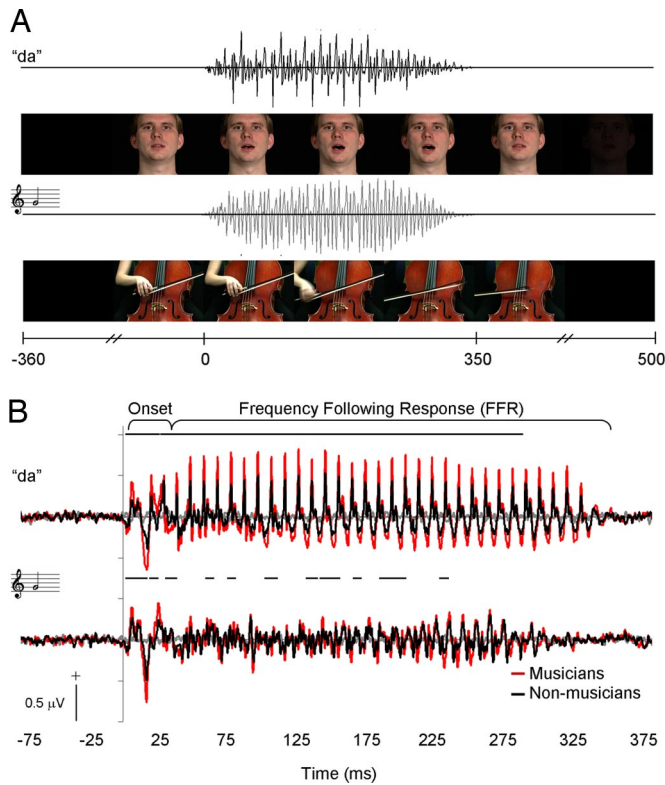 A
“da”
-360 0 350 500
B
Onset Frequency Following Response (FFR)
“da”
+
0.5 µV
Musicians
Non-musicians
-75 -25 25 75 125 175 225 275 325 375
Time (ms)